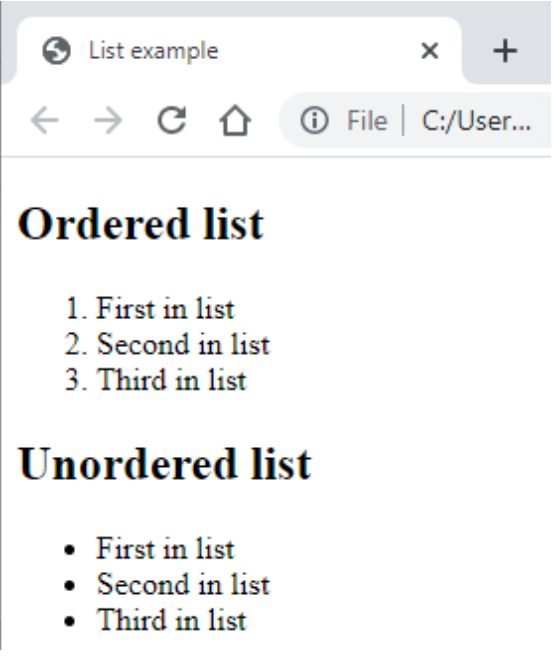 List example
File C:/User...
Ordered list
1. First in list
2. Second in list
3. Third in list
Unordered list
• First in list
• Second in list
• Third in list